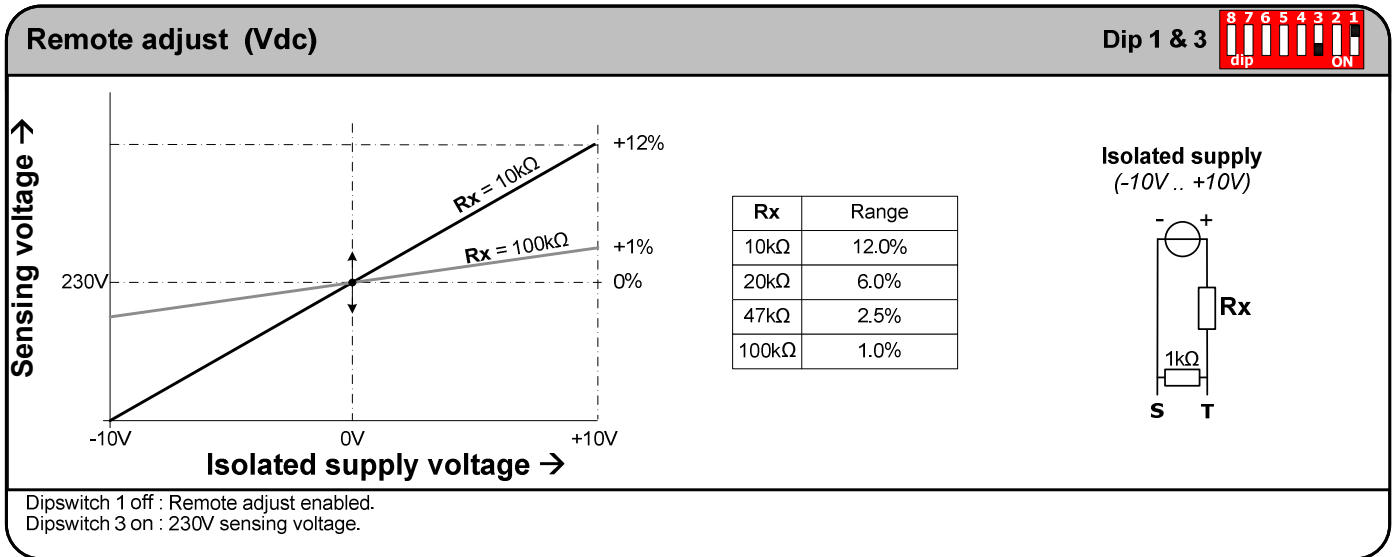 Remote adjust (Vdc)
Dip 1 & 3
8 7 6 5 4 3 2 1
dip ON
Sensing voltage →
230V
Rx = 10kΩ
Rx = 100kΩ
+12%
+1%
0%
-10V 0V +10V
Isolated supply voltage →
Rx Range
10kΩ 12.0%
20kΩ 6.0%
47kΩ 2.5%
100kΩ 1.0%
Isolated supply
(-10V .. +10V)
- +
Rx
1kΩ
S T
Dipswitch 1 off : Remote adjust enabled.
Dipswitch 3 on : 230V sensing voltage.